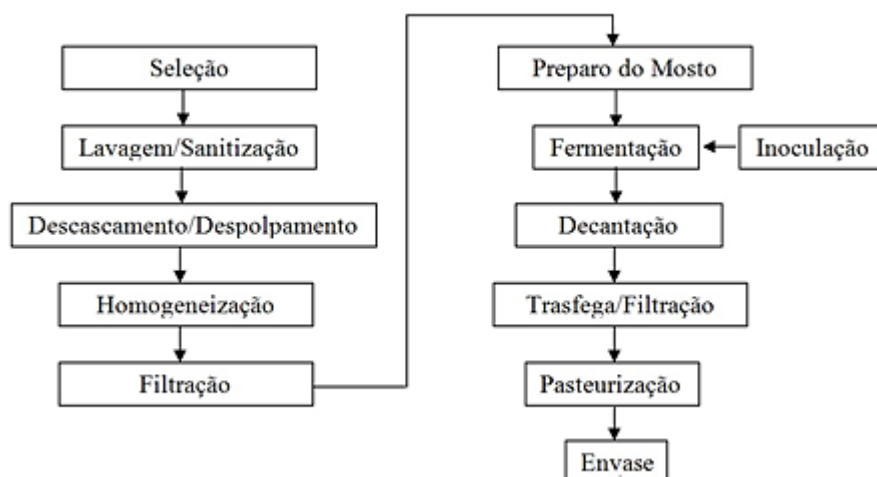 Seleção
Lavagem/Sanitização
Descascamento/Despolpamento
Homogeneização
Filtração
Preparo do Mosto
Fermentação
Inoculação
Decantação
Trasfega/Filtração
Pasteurização
Envase